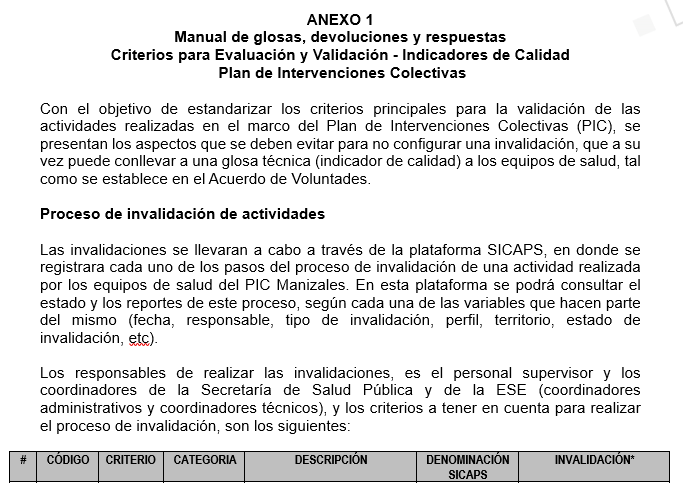 ANEXO 1
Manual de glosas, devoluciones y respuestas
Criterios para Evaluación y Validación - Indicadores de Calidad
Plan de Intervenciones Colectivas
Con el objetivo de estandarizar los criterios principales para la validación de las
actividades realizadas en el marco del Plan de Intervenciones Colectivas (PIC), se
presentan los aspectos que se deben evitar para no configurar una invalidación, que a su
vez puede conllevar a una glosa técnica (indicador de calidad) a los equipos de salud, tal
como se establece en el Acuerdo de Voluntades.
Proceso de invalidación de actividades
Las invalidaciones se llevaran a cabo a través de la plataforma SICAPS, en donde se
registrara cada uno de los pasos del proceso de invalidación de una actividad realizada
por los equipos de salud del PIC Manizales. En esta plataforma se podrá consultar el
estado y los reportes de este proceso, según cada una de las variables que hacen parte
del mismo (fecha, responsable, tipo de invalidación, perfil, territorio, estado de
invalidación, etc).
Los responsables de realizar las invalidaciones, es el personal supervisor y los
coordinadores de la Secretaría de Salud Pública y de la ESE (coordinadores
administrativos y coordinadores técnicos), y los criterios a tener en cuenta para realizar
el proceso de invalidación, son los siguientes:
# CÓDIGO CRITERIO CATEGORIA DESCRIPCIÓN DENOMINACIÓN SICAPS INVALIDACIÓN*